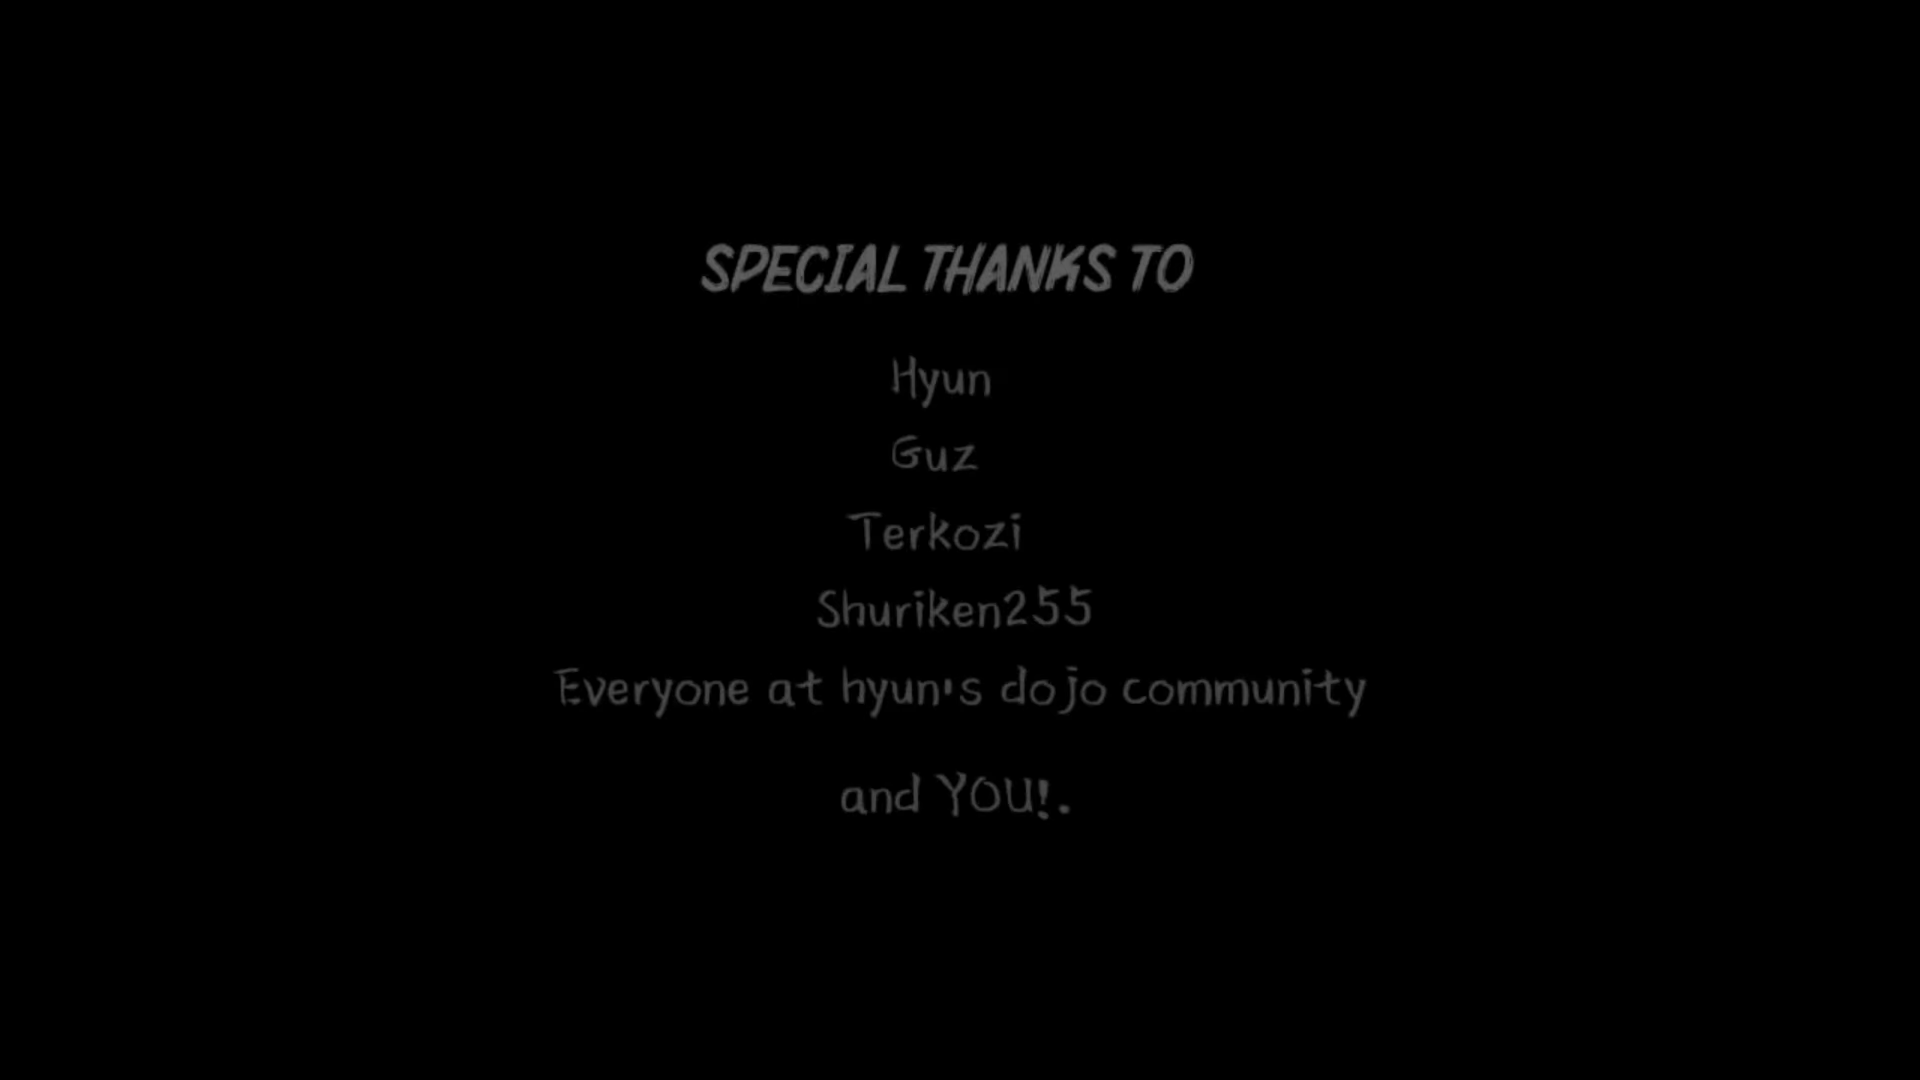 SPECIAL THANKS TO
Hyun
Guz
Terkozi
Shuriken255
Everyone at hyun's dojo community
and YOU!.